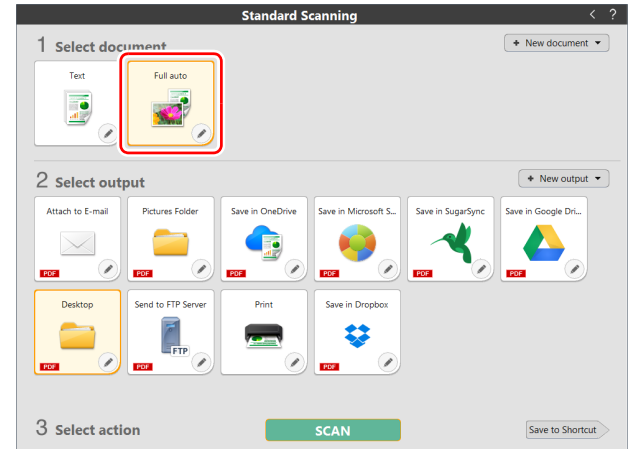 Standard Scanning < ?
1 Select document
+ New document
Text
Full auto
2 Select output
+ New output
Attach to E-mail
Pictures Folder
Save in OneDrive
Save in Microsoft S...
Save in SugarSync
Save in Google Dri...
PDF
PDF
PDF
PDF
PDF
PDF
Desktop
Send to FTP Server
Print
Save in Dropbox
FTP
PDF
PDF
PDF
3 Select action
SCAN
Save to Shortcut